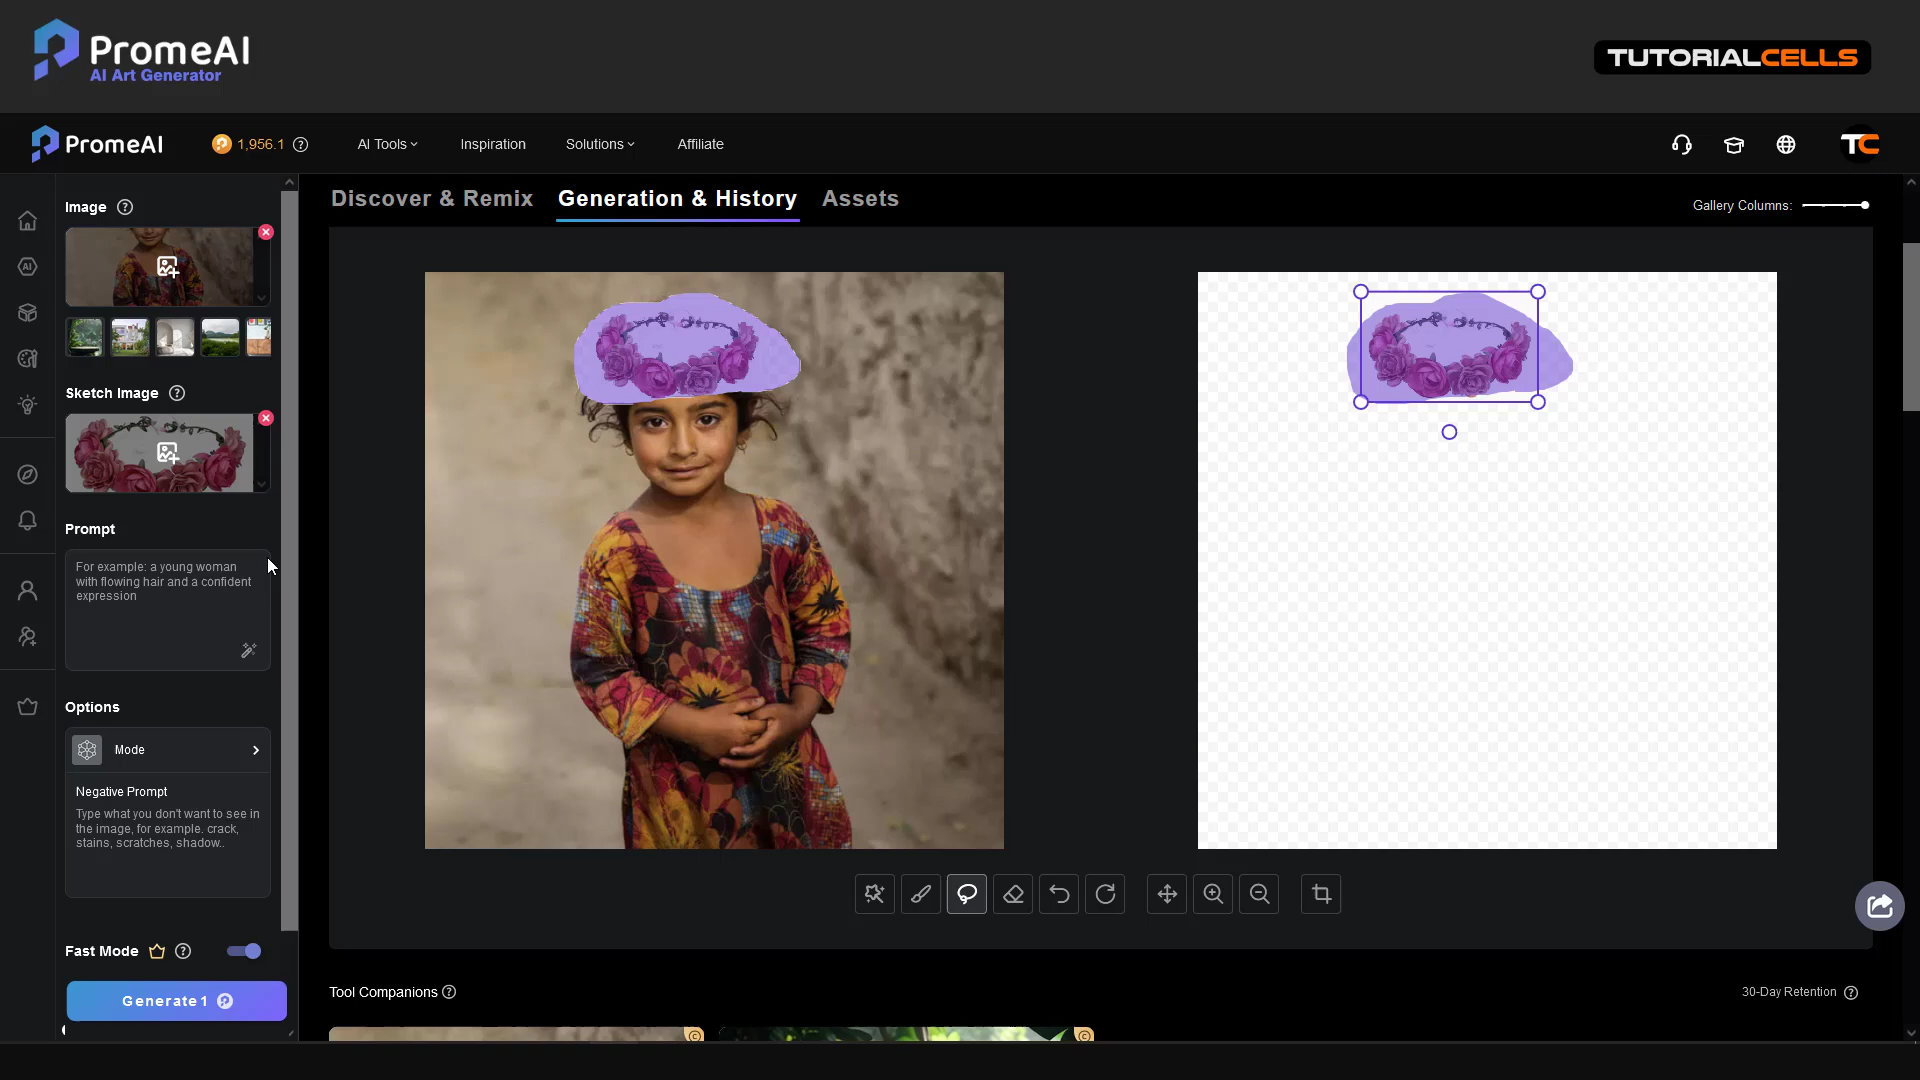 PromeAI
AI Art Generator
TUTORIALCELLS
PromeAI
1,956.1
AI Tools
Inspiration
Solutions
Affiliate
TC
Image
Discover & Remix
Generation & History
Assets
Gallery Columns:
AI
Sketch Image
Prompt
For example: a young woman
with flowing hair and a confident
expression
Options
Mode
Negative Prompt
Type what you don't want to see in
the image, for example. crack,
stains, scratches, shadow..
Fast Mode
Generate 1
Tool Companions
30-Day Retention